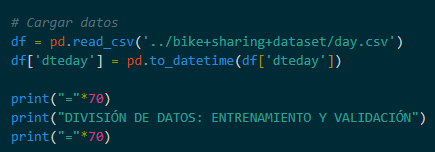 # Cargar datos
df = pd.read_csv('../bike+sharing+dataset/day.csv')
df['dteday'] = pd.to_datetime(df['dteday'])
print("="*70)
print("DIVISIÓN DE DATOS: ENTRENAMIENTO Y VALIDACIÓN")
print("="*70)